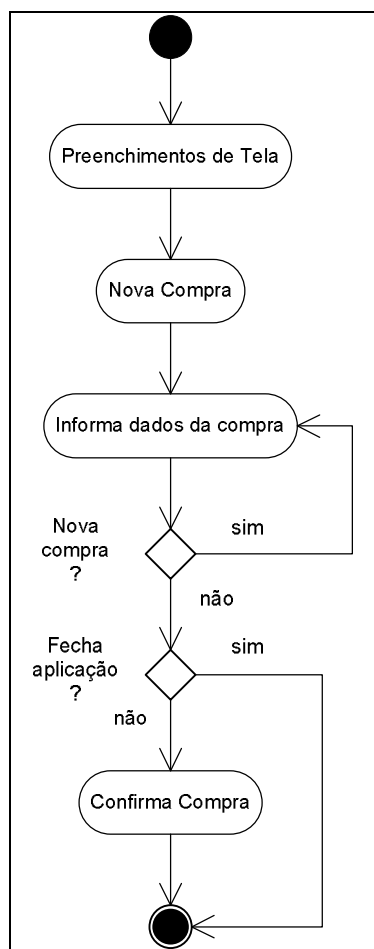 Preenchimentos de Tela
Nova Compra
Informa dados da compra
Nova
compra
?
sim
não
Fecha
aplicação
?
sim
não
Confirma Compra